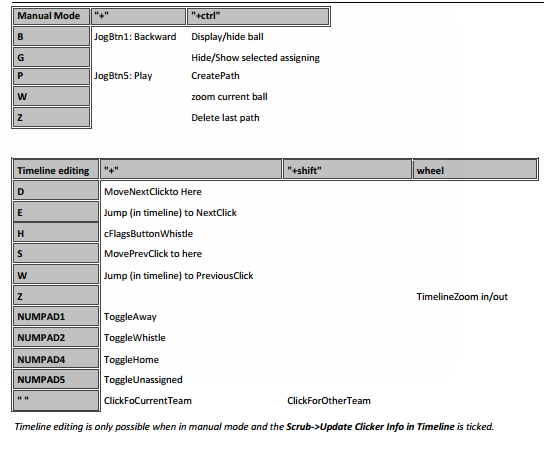 Manual Mode "+" "+ctrl"
B JogBtn1: Backward Display/hide ball
G Hide/Show selected assigning
P JogBtn5: Play CreatePath
W zoom current ball
Z Delete last path
Timeline editing "+" "+shift" wheel
D MoveNextClickto Here
E Jump (in timeline) to NextClick
H cFlagsButtonWhistle
S MovePrevClick to here
W Jump (in timeline) to PreviousClick
Z TimelineZoom in/out
NUMPAD1 ToggleAway
NUMPAD2 ToggleWhistle
NUMPAD4 ToggleHome
NUMPAD5 ToggleUnassigned
" " ClickFoCurrentTeam ClickForOtherTeam
Timeline editing is only possible when in manual mode and the Scrub->Update Clicker Info in Timeline is ticked.